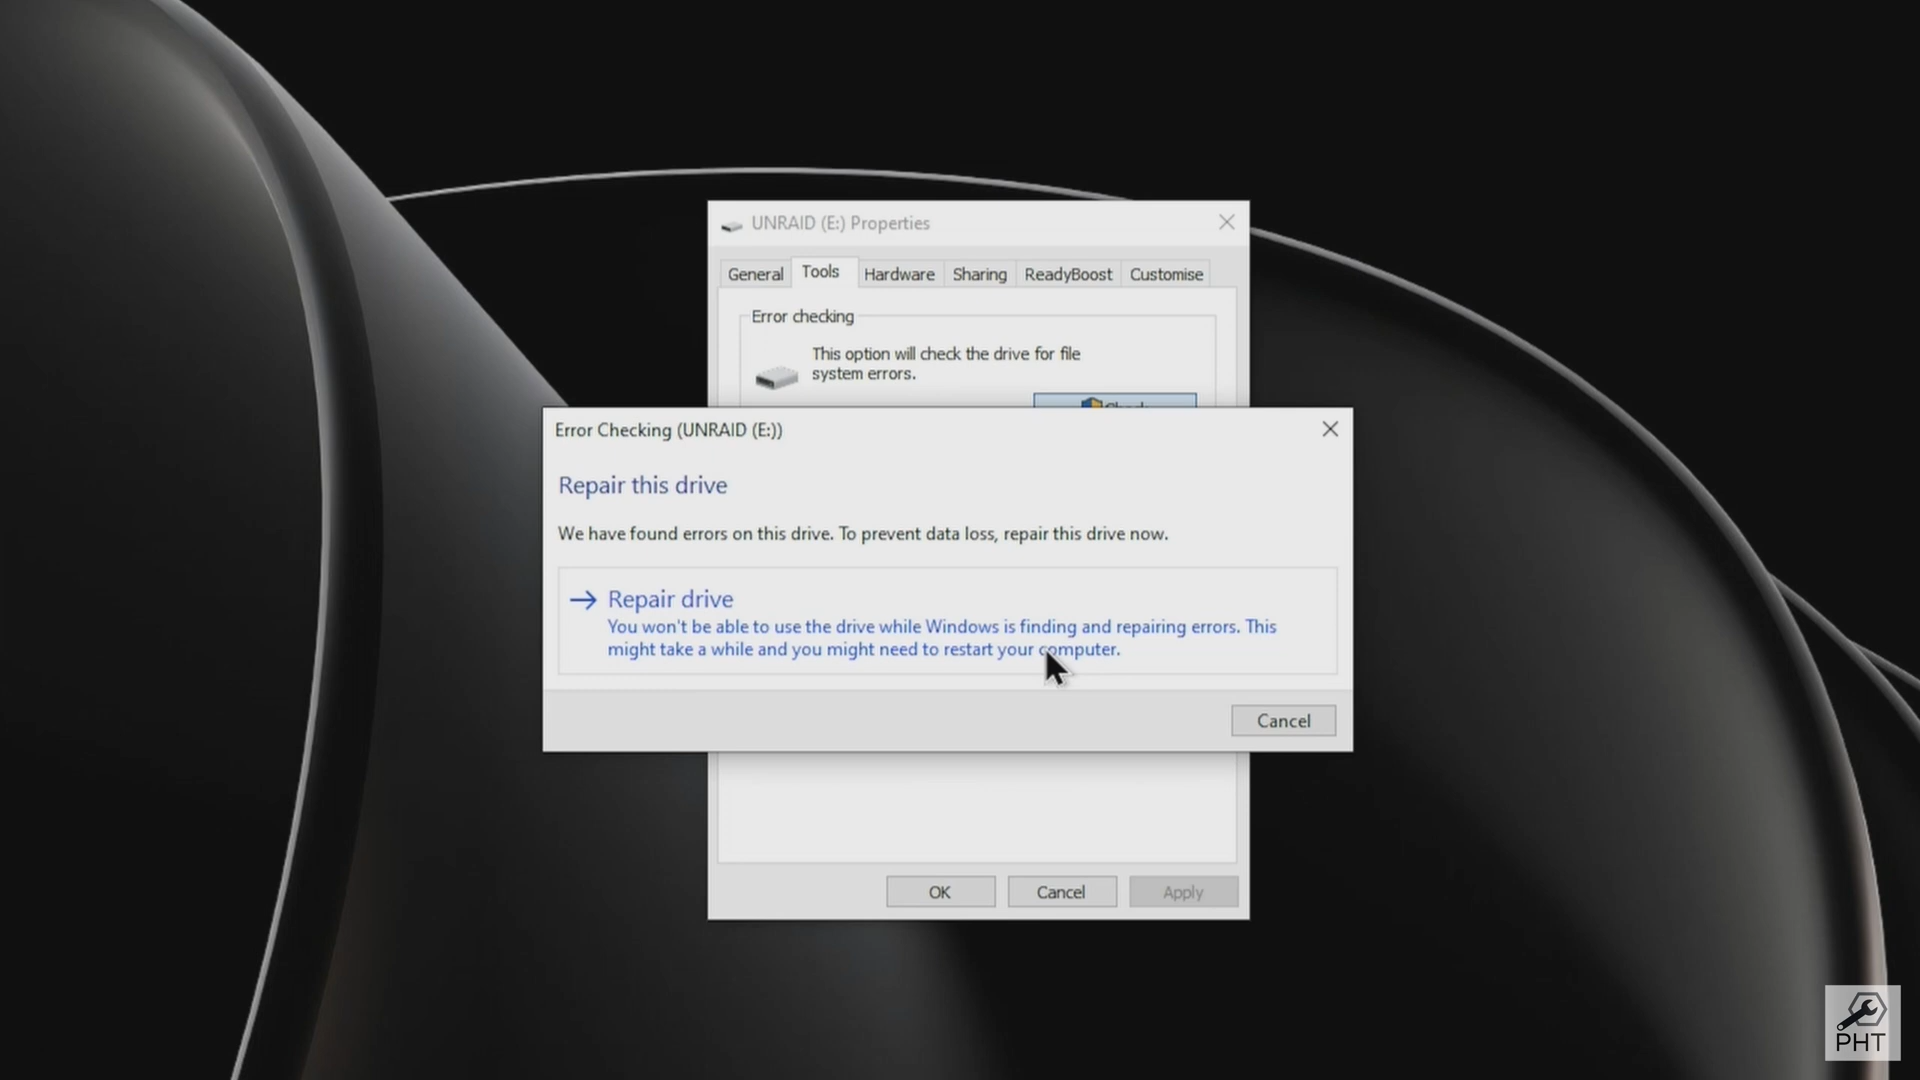 UNRAID (E:) Properties
General Tools Hardware Sharing ReadyBoost Customise
Error checking
This option will check the drive for file
system errors.
Error Checking (UNRAID (E:))
Repair this drive
We have found errors on this drive. To prevent data loss, repair this drive now.
Repair drive
You won't be able to use the drive while Windows is finding and repairing errors. This
might take a while and you might need to restart your computer.
Cancel
OK Cancel Apply
PHT